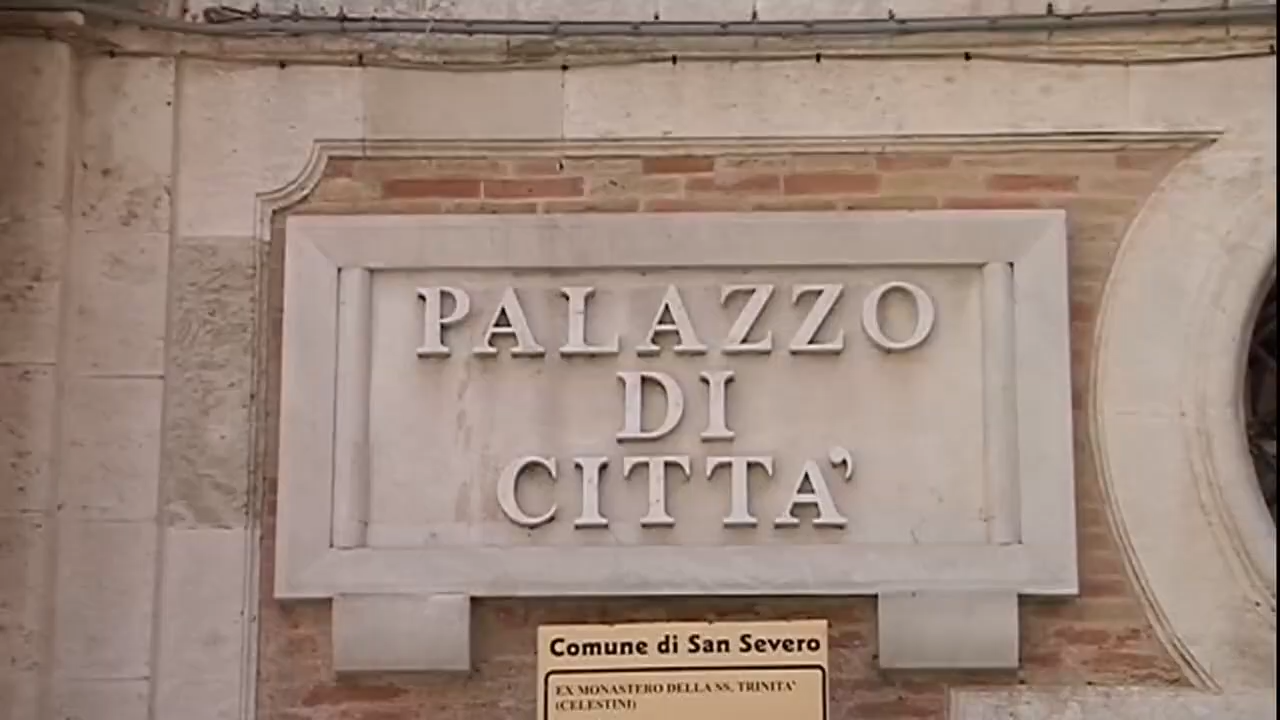 PALAZZO
DI
CITTA’
Comune di San Severo
EX MONASTERO DELLA SS. TRINITA'
(CELESTINI)